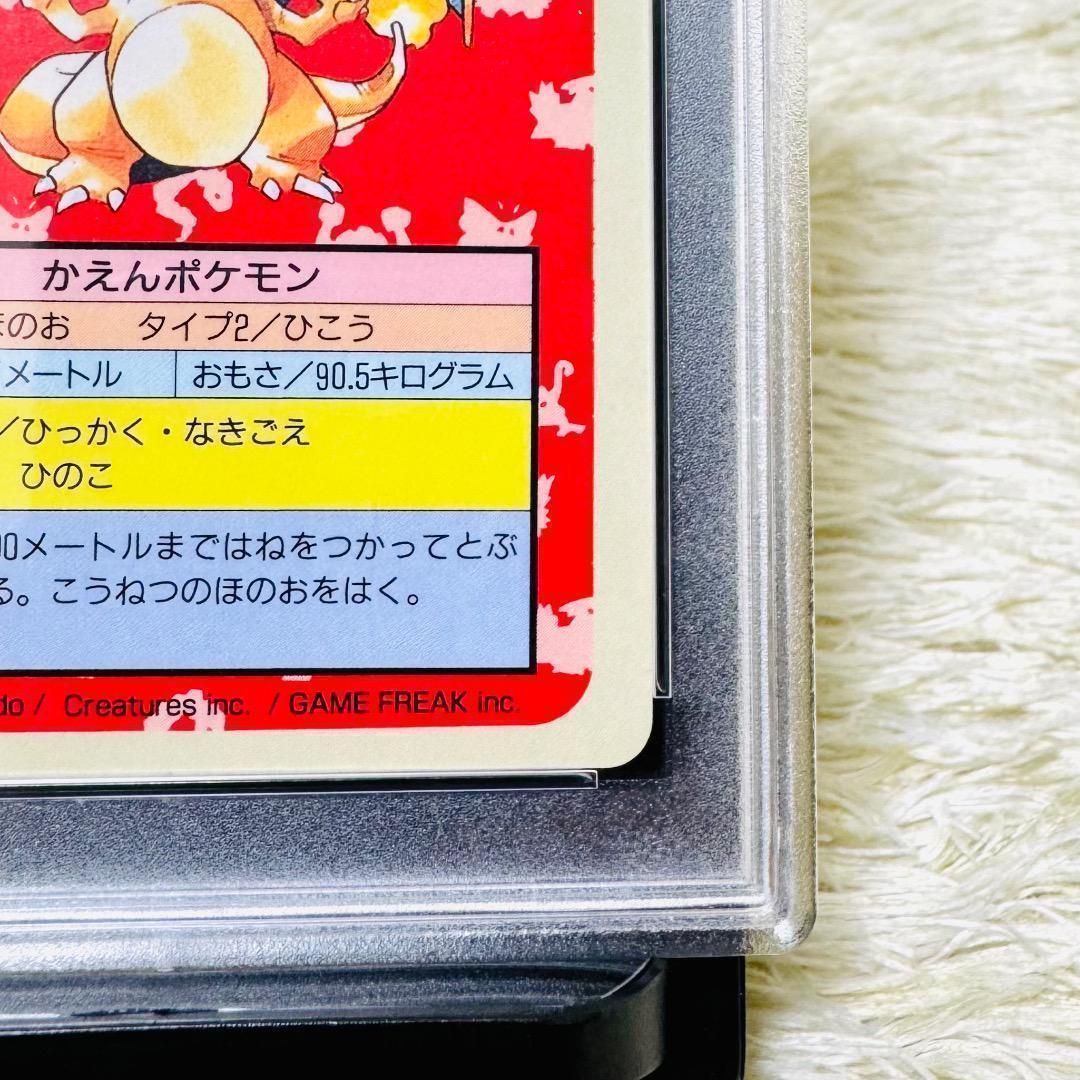 かえんポケモン
ほのお タイプ2／ひこう
メートル おもさ／90.5キログラム
／ひっかく・なきごえ
ひのこ
00メートルまではねをつかってとぶ
る。こうねつのほのおをはく。
do / Creatures inc. / GAME FREAK inc.